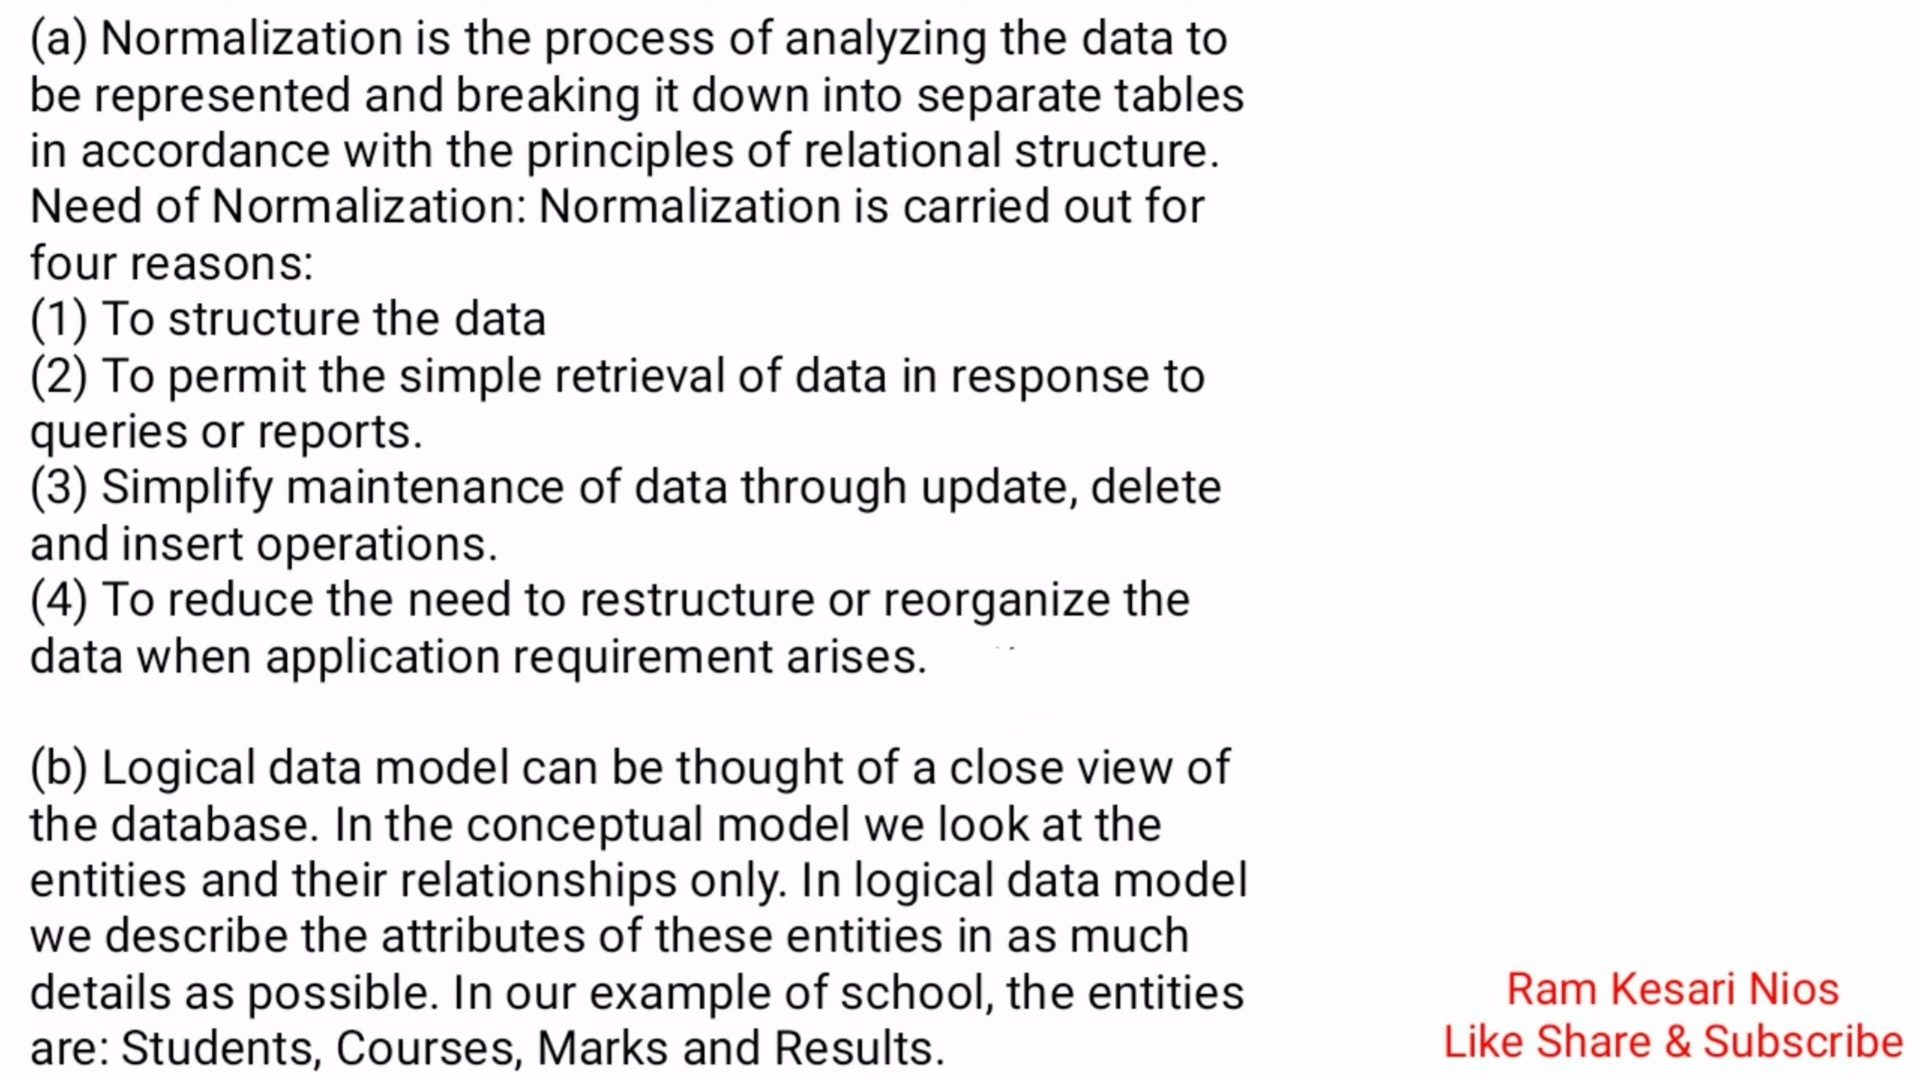 (a) Normalization is the process of analyzing the data to
be represented and breaking it down into separate tables
in accordance with the principles of relational structure.
Need of Normalization: Normalization is carried out for
four reasons:
(1) To structure the data
(2) To permit the simple retrieval of data in response to
queries or reports.
(3) Simplify maintenance of data through update, delete
and insert operations.
(4) To reduce the need to restructure or reorganize the
data when application requirement arises.
(b) Logical data model can be thought of a close view of
the database. In the conceptual model we look at the
entities and their relationships only. In logical data model
we describe the attributes of these entities in as much
details as possible. In our example of school, the entities
are: Students, Courses, Marks and Results.
Ram Kesari Nios
Like Share & Subscribe